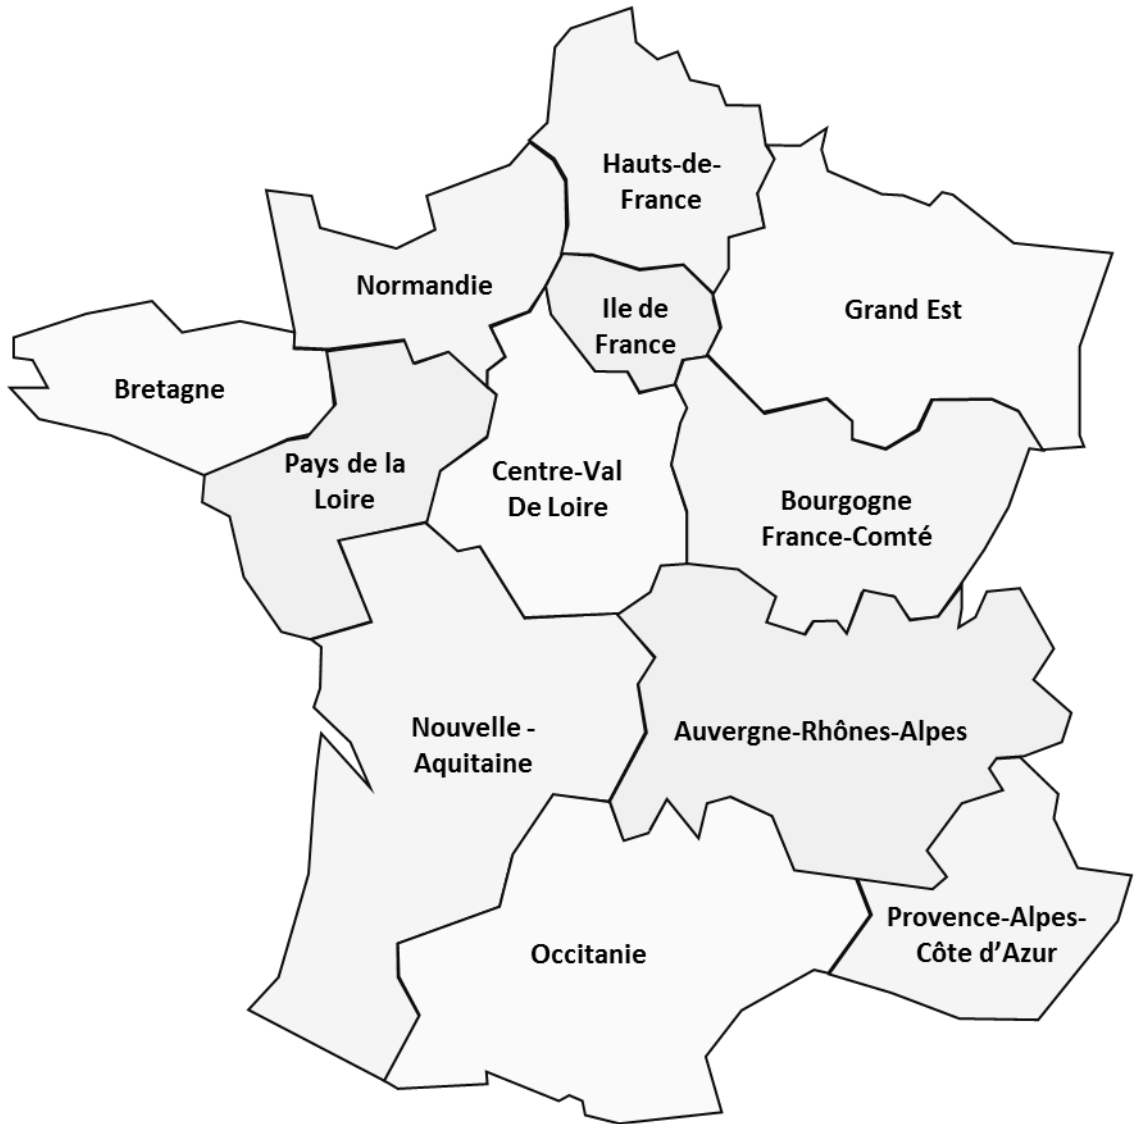 Hauts-de-
France
Normandie
Ile de
France
Grand Est
Bretagne
Pays de la
Loire
Centre-Val
De Loire
Bourgogne
France-Comté
Nouvelle -
Aquitaine
Auvergne-Rhônes-Alpes
Provence-Alpes-
Côte d’Azur
Occitanie